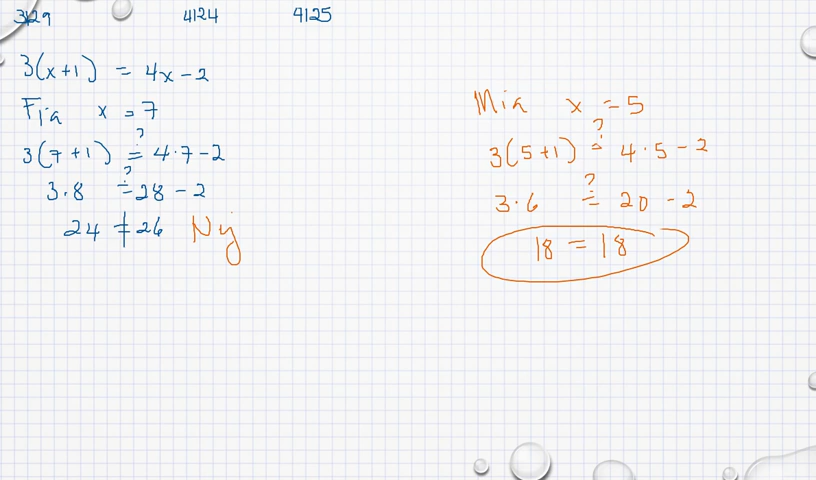 3129 4124 4125
3(x+1) = 4x-2
Fia x = 7
3(7+1) ≟ 4·7-2
3·8 ≟ 28-2
24 ≠ 26 Nej
Mia x = 5
3(5+1) ≟ 4·5-2
3·6 ≟ 20-2
18 = 18